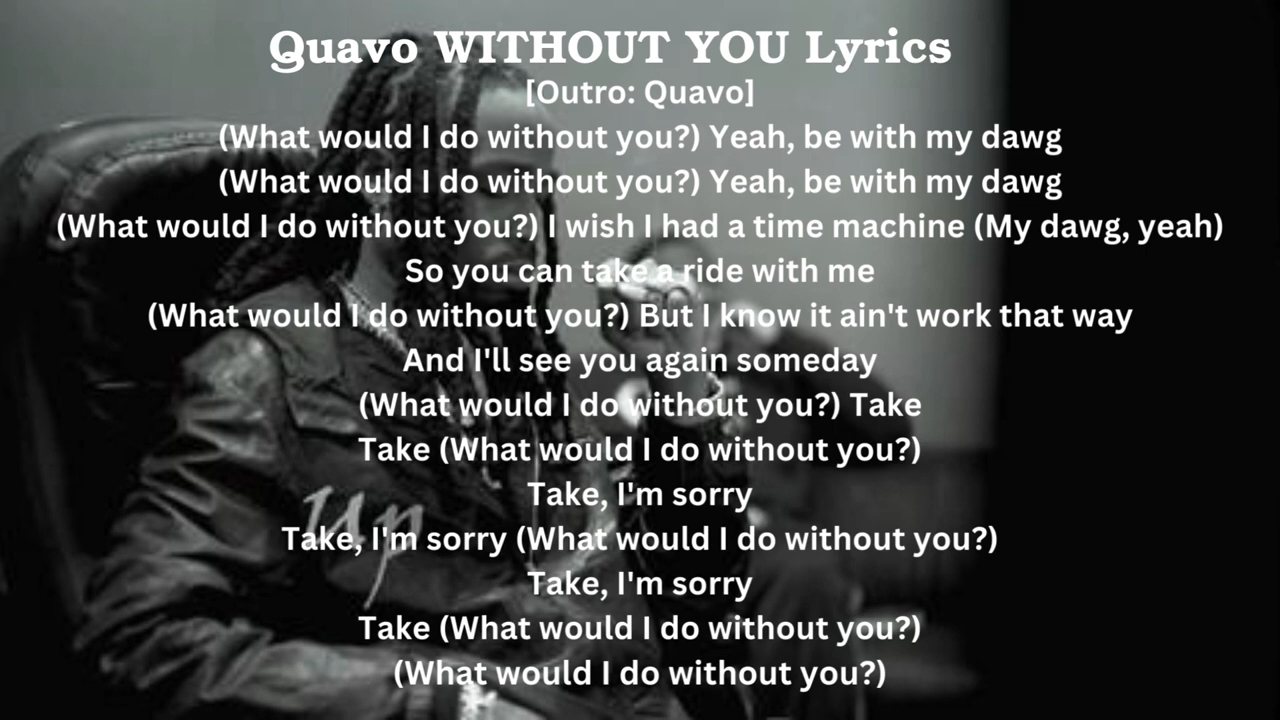 Quavo WITHOUT YOU Lyrics
[Outro: Quavo]
(What would I do without you?) Yeah, be with my dawg
(What would I do without you?) Yeah, be with my dawg
(What would I do without you?) I wish I had a time machine (My dawg, yeah)
So you can take a ride with me
(What would I do without you?) But I know it ain't work that way
And I'll see you again someday
(What would I do without you?) Take
Take (What would I do without you?)
Take, I'm sorry
Take, I'm sorry (What would I do without you?)
Take, I'm sorry
Take (What would I do without you?)
(What would I do without you?)
Up